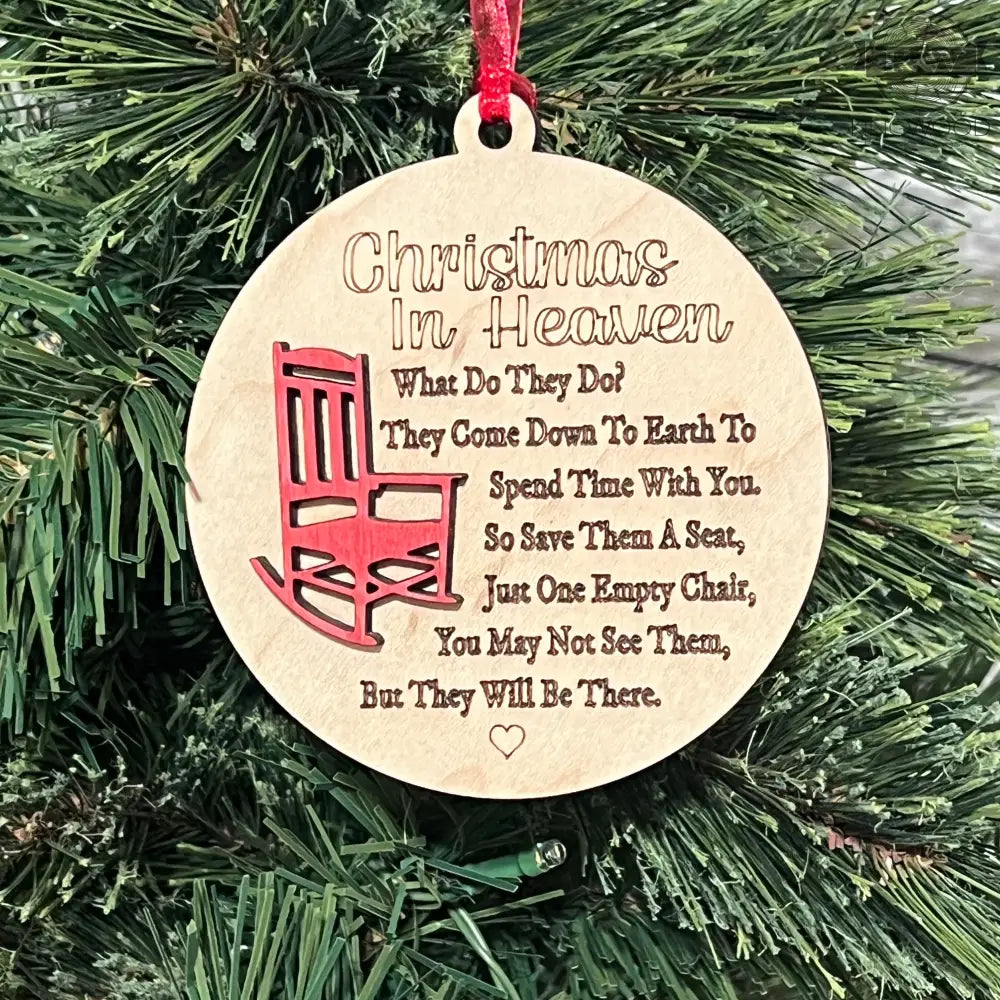 Christmas
In Heaven
What Do They Do?
They Come Down To Earth To
Spend Time With You.
So Save Them A Seat,
Just One Empty Chair,
You May Not See Them,
But They Will Be There.